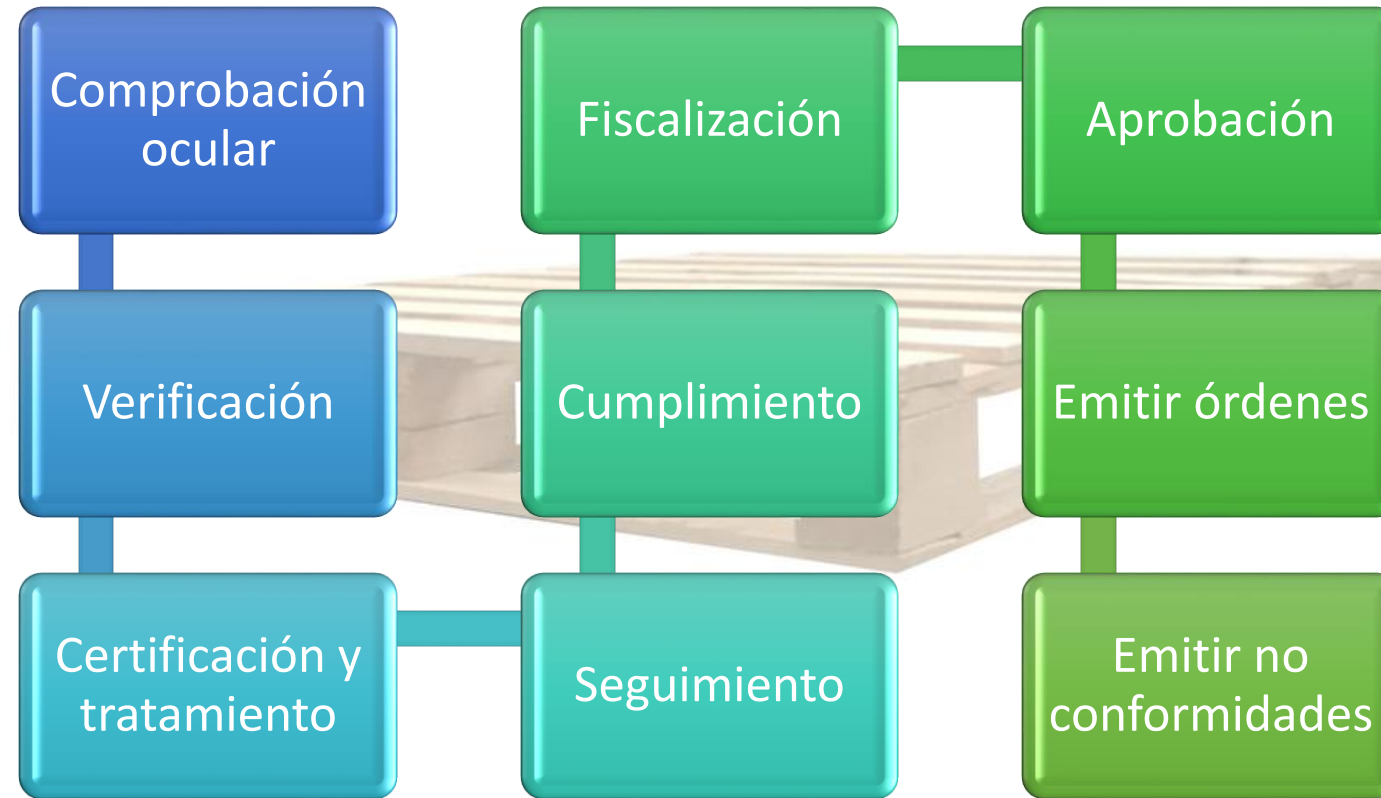 Comprobación
ocular
Verificación
Certificación y
tratamiento
Seguimiento
Cumplimiento
Fiscalización
Aprobación
Emitir órdenes
Emitir no
conformidades